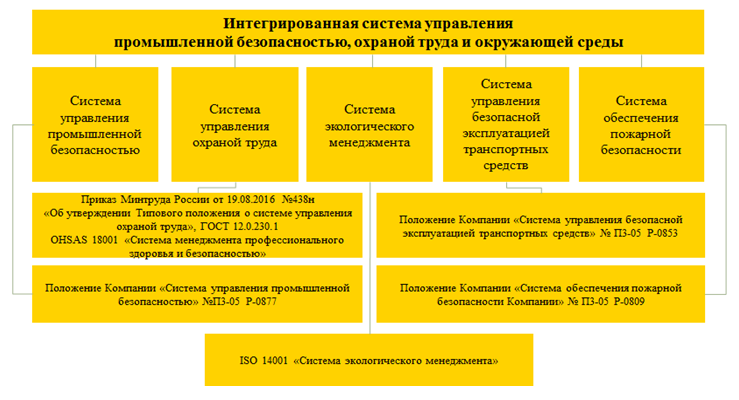 Интегрированная система управления
промышленной безопасностью, охраной труда и окружающей среды
Система
управления
промышленной
безопасностью
Система
управления
охраной труда
Система
экологического
менеджмента
Система
управления
безопасной
эксплуатацией
транспортных
средств
Система
обеспечения
пожарной
безопасности
Приказ Минтруда России от 19.08.2016 №438н
«Об утверждении Типового положения о системе управления
охраной труда», ГОСТ 12.0.230.1
OHSAS 18001 «Система менеджмента профессионального
здоровья и безопасностью»
Положение Компании «Система управления безопасной
эксплуатацией транспортных средств» № П3-05 Р-0853
Положение Компании «Система управления промышленной
безопасностью» №П3-05 Р-0877
Положение Компании «Система обеспечения пожарной
безопасности Компании» № П3-05 Р-0809
ISO 14001 «Система экологического менеджмента»